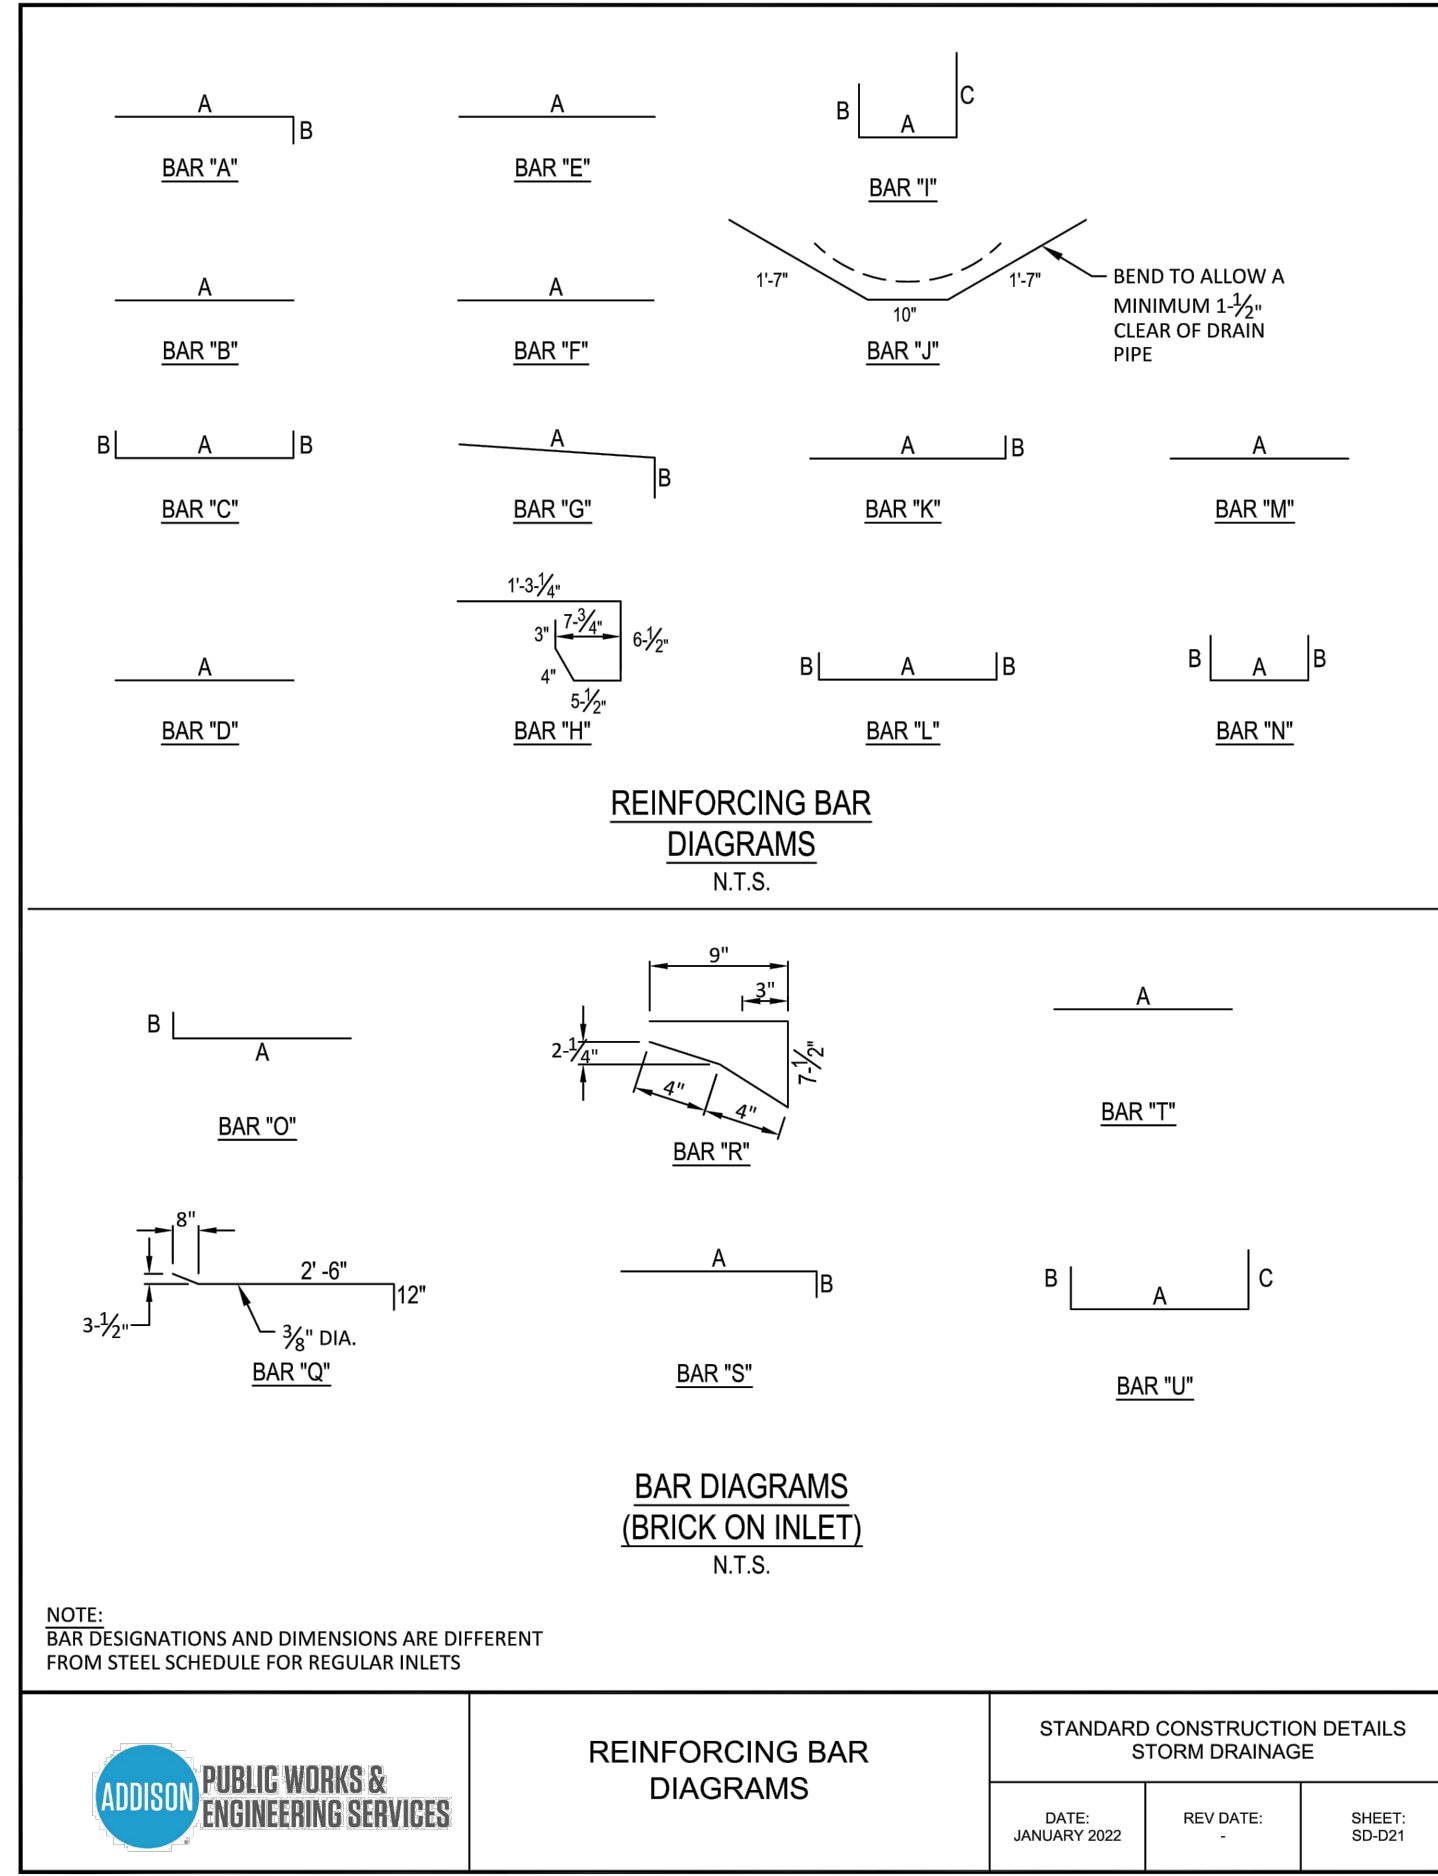 A
B
BAR "A"
A
BAR "E"
B
A
C
BAR "I"
A
BAR "B"
A
BAR "F"
1'-7"
10"
1'-7"
BAR "J"
BEND TO ALLOW A
MINIMUM 1-1/2"
CLEAR OF DRAIN
PIPE
B
A
B
BAR "C"
A
B
BAR "G"
A
B
BAR "K"
A
BAR "M"
A
BAR "D"
1'-3-1/4"
3"
7-3/4"
6-1/2"
4"
5-1/2"
BAR "H"
B
A
B
BAR "L"
B
A
B
BAR "N"
REINFORCING BAR
DIAGRAMS
N.T.S.
B
A
BAR "O"
9"
3"
2-1/4"
7-1/2"
4"
4"
BAR "R"
A
BAR "T"
8"
2' -6"
12"
3-1/2"
3/8" DIA.
BAR "Q"
A
B
BAR "S"
B
A
C
BAR "U"
BAR DIAGRAMS
(BRICK ON INLET)
N.T.S.
NOTE:
BAR DESIGNATIONS AND DIMENSIONS ARE DIFFERENT
FROM STEEL SCHEDULE FOR REGULAR INLETS
ADDISON
PUBLIC WORKS &
ENGINEERING SERVICES
REINFORCING BAR
DIAGRAMS
STANDARD CONSTRUCTION DETAILS
STORM DRAINAGE
DATE:
JANUARY 2022
REV DATE:
-
SHEET:
SD-D21